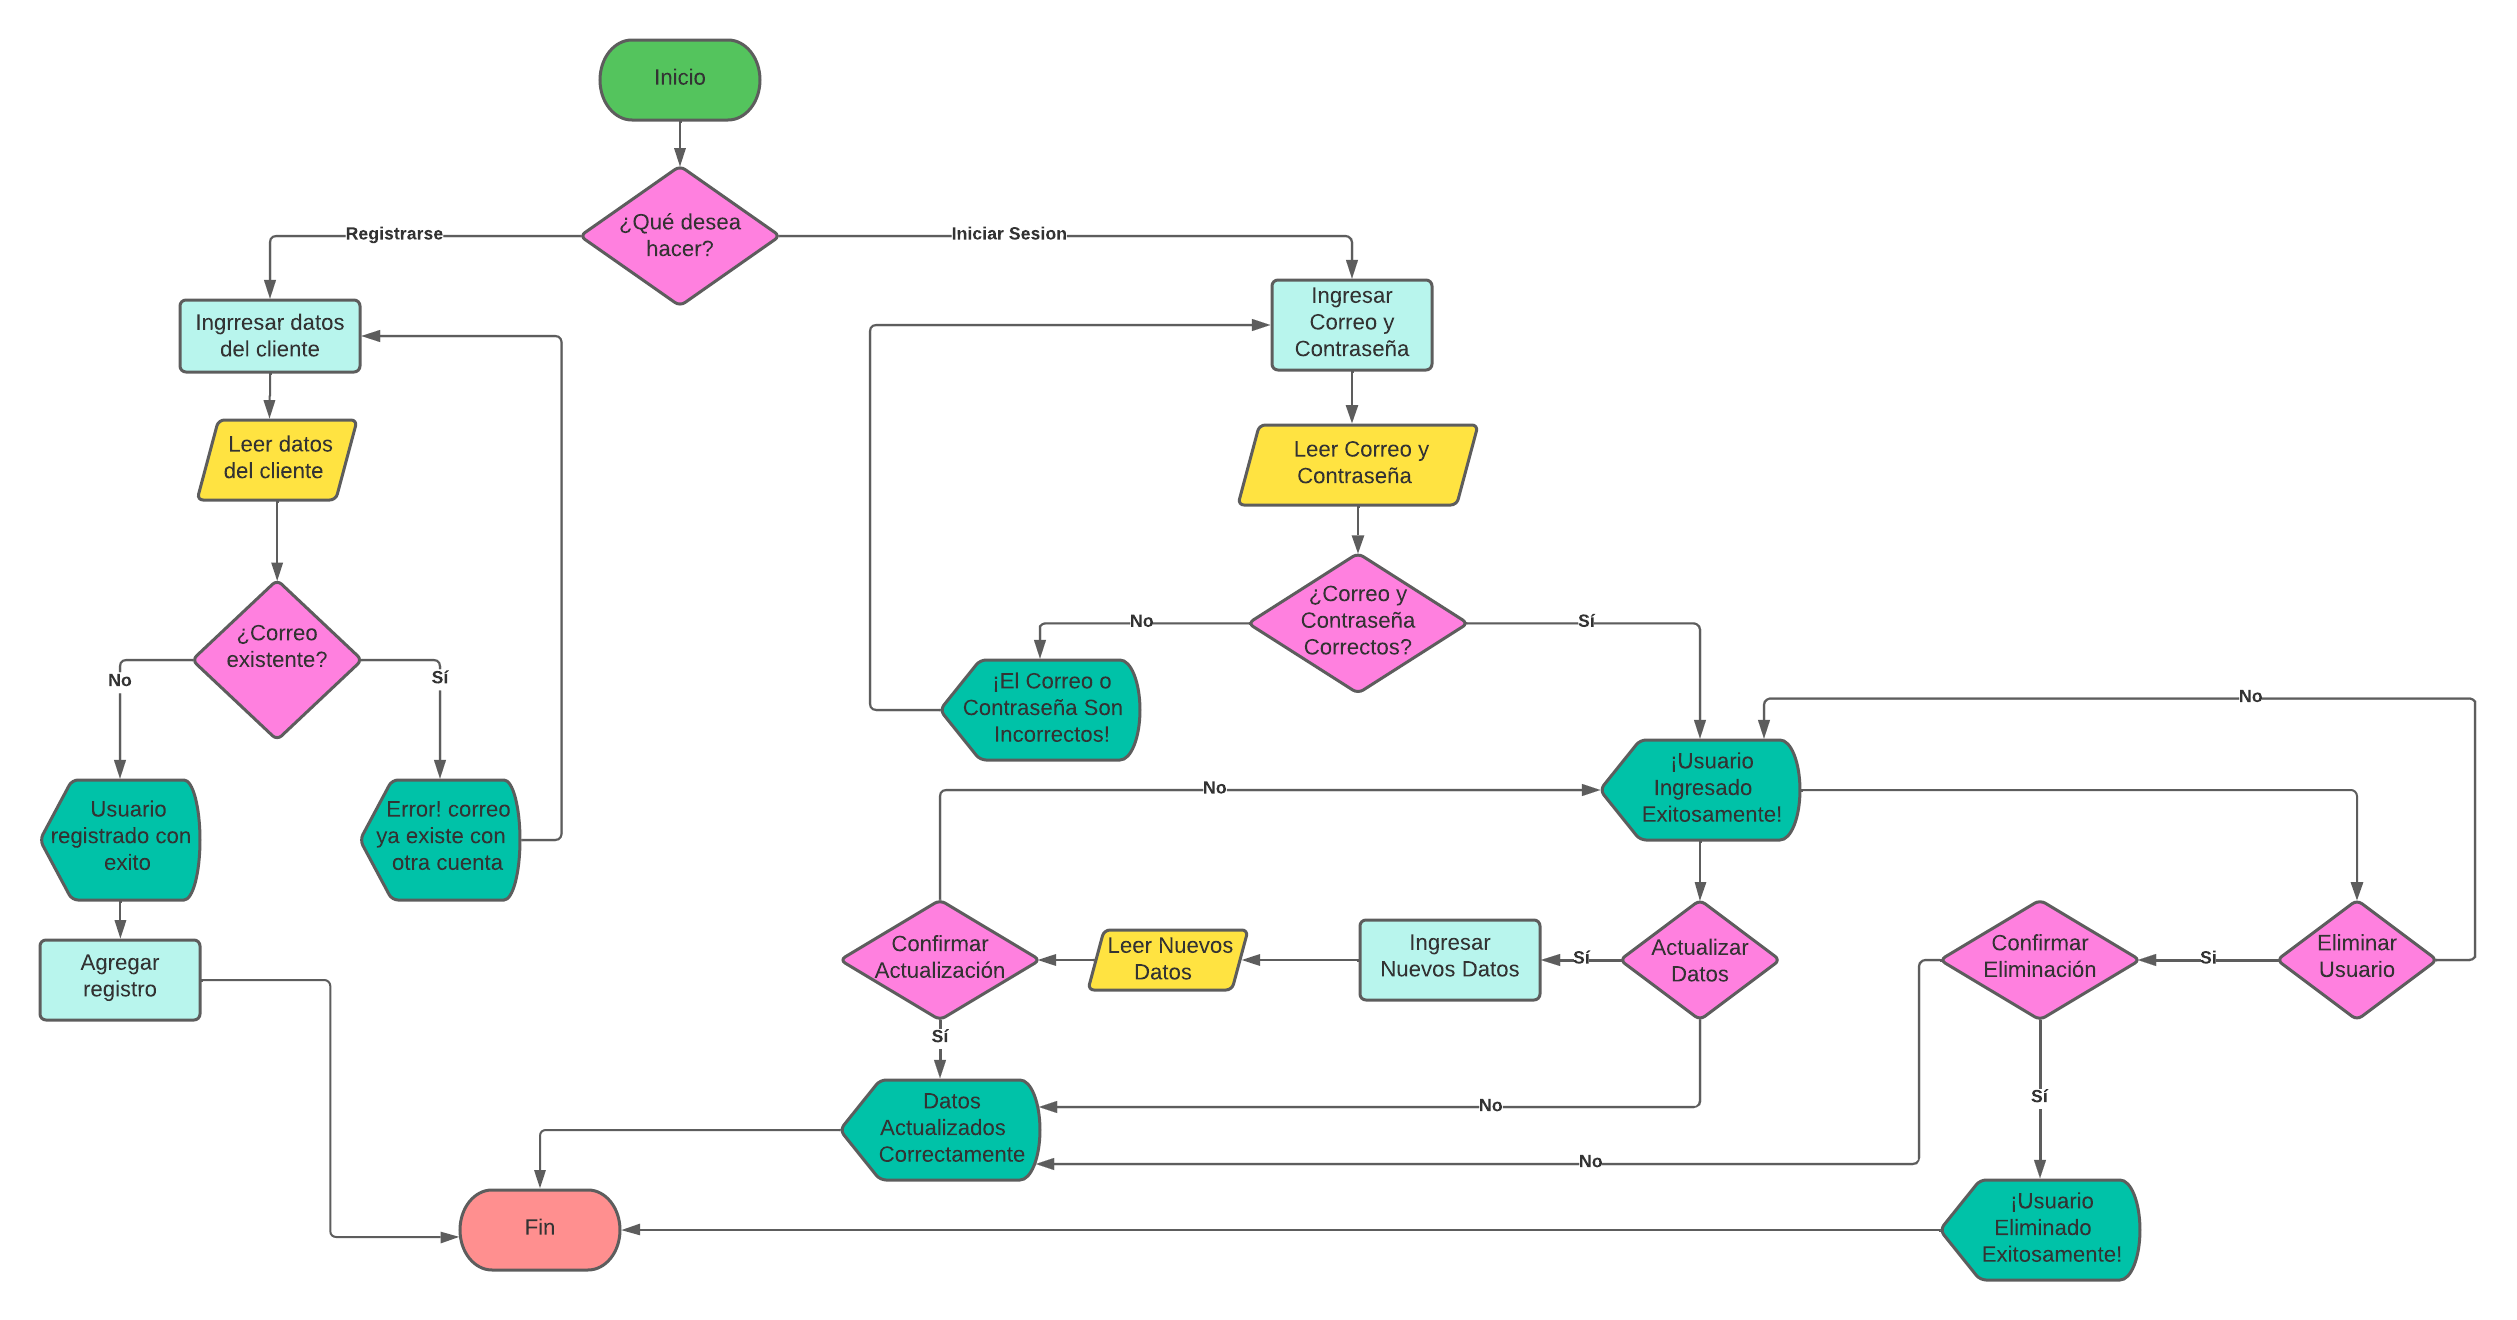 Inicio
¿Qué desea
hacer?
Registrarse
Iniciar Sesion
Ingrresar datos
del cliente
Leer datos
del cliente
¿Correo
existente?
No
Sí
Usuario
registrado con
exito
Error! correo
ya existe con
otra cuenta
Agregar
registro
Ingresar
Correo y
Contraseña
Leer Correo y
Contraseña
¿Correo y
Contraseña
Correctos?
No
Sí
¡El Correo o
Contraseña Son
Incorrectos!
No
¡Usuario
Ingresado
Exitosamente!
No
Confirmar
Actualización
Leer Nuevos
Datos
Ingresar
Nuevos Datos
Sí
Actualizar
Datos
Confirmar
Eliminación
Si
Eliminar
Usuario
Sí
Datos
Actualizados
Correctamente
No
No
Sí
¡Usuario
Eliminado
Exitosamente!
Fin